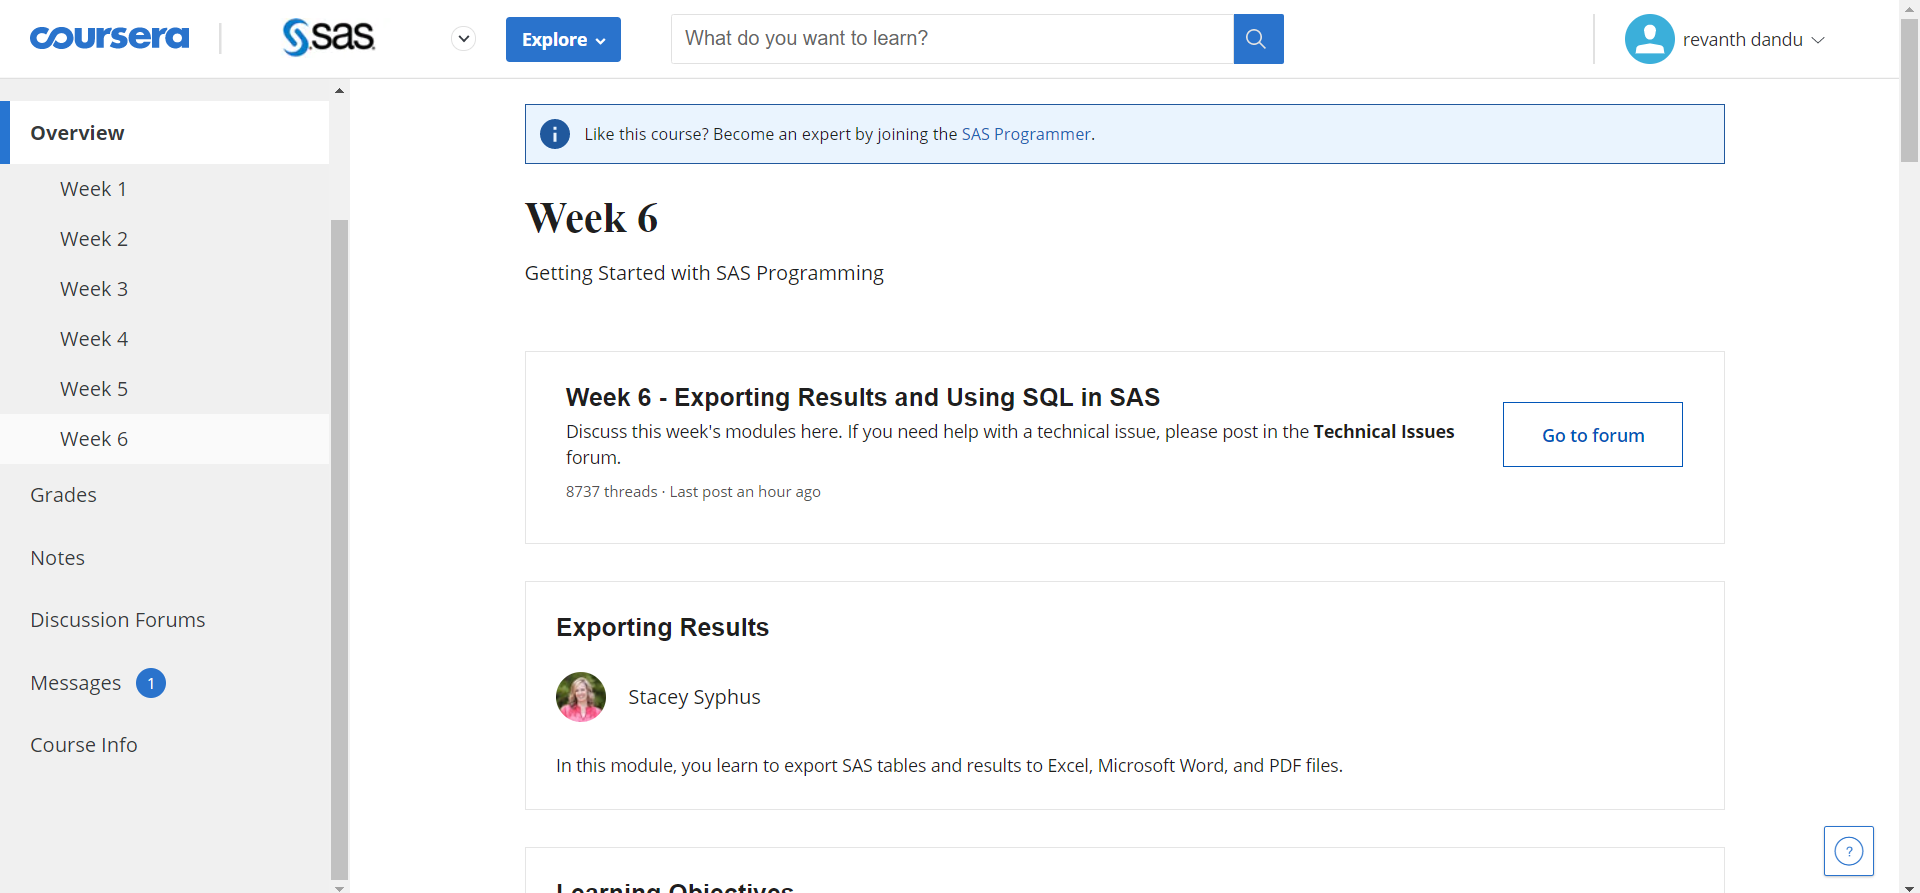 coursera
sas
Explore
What do you want to learn?
revanth dandu
Overview
Week 1
Week 2
Week 3
Week 4
Week 5
Week 6
Grades
Notes
Discussion Forums
Messages 1
Course Info
Like this course? Become an expert by joining the SAS Programmer.
Week 6
Getting Started with SAS Programming
Week 6 - Exporting Results and Using SQL in SAS
Discuss this week's modules here. If you need help with a technical issue, please post in the Technical Issues
forum.
8737 threads · Last post an hour ago
Go to forum
Exporting Results
Stacey Syphus
In this module, you learn to export SAS tables and results to Excel, Microsoft Word, and PDF files.
Learning Objectives
?